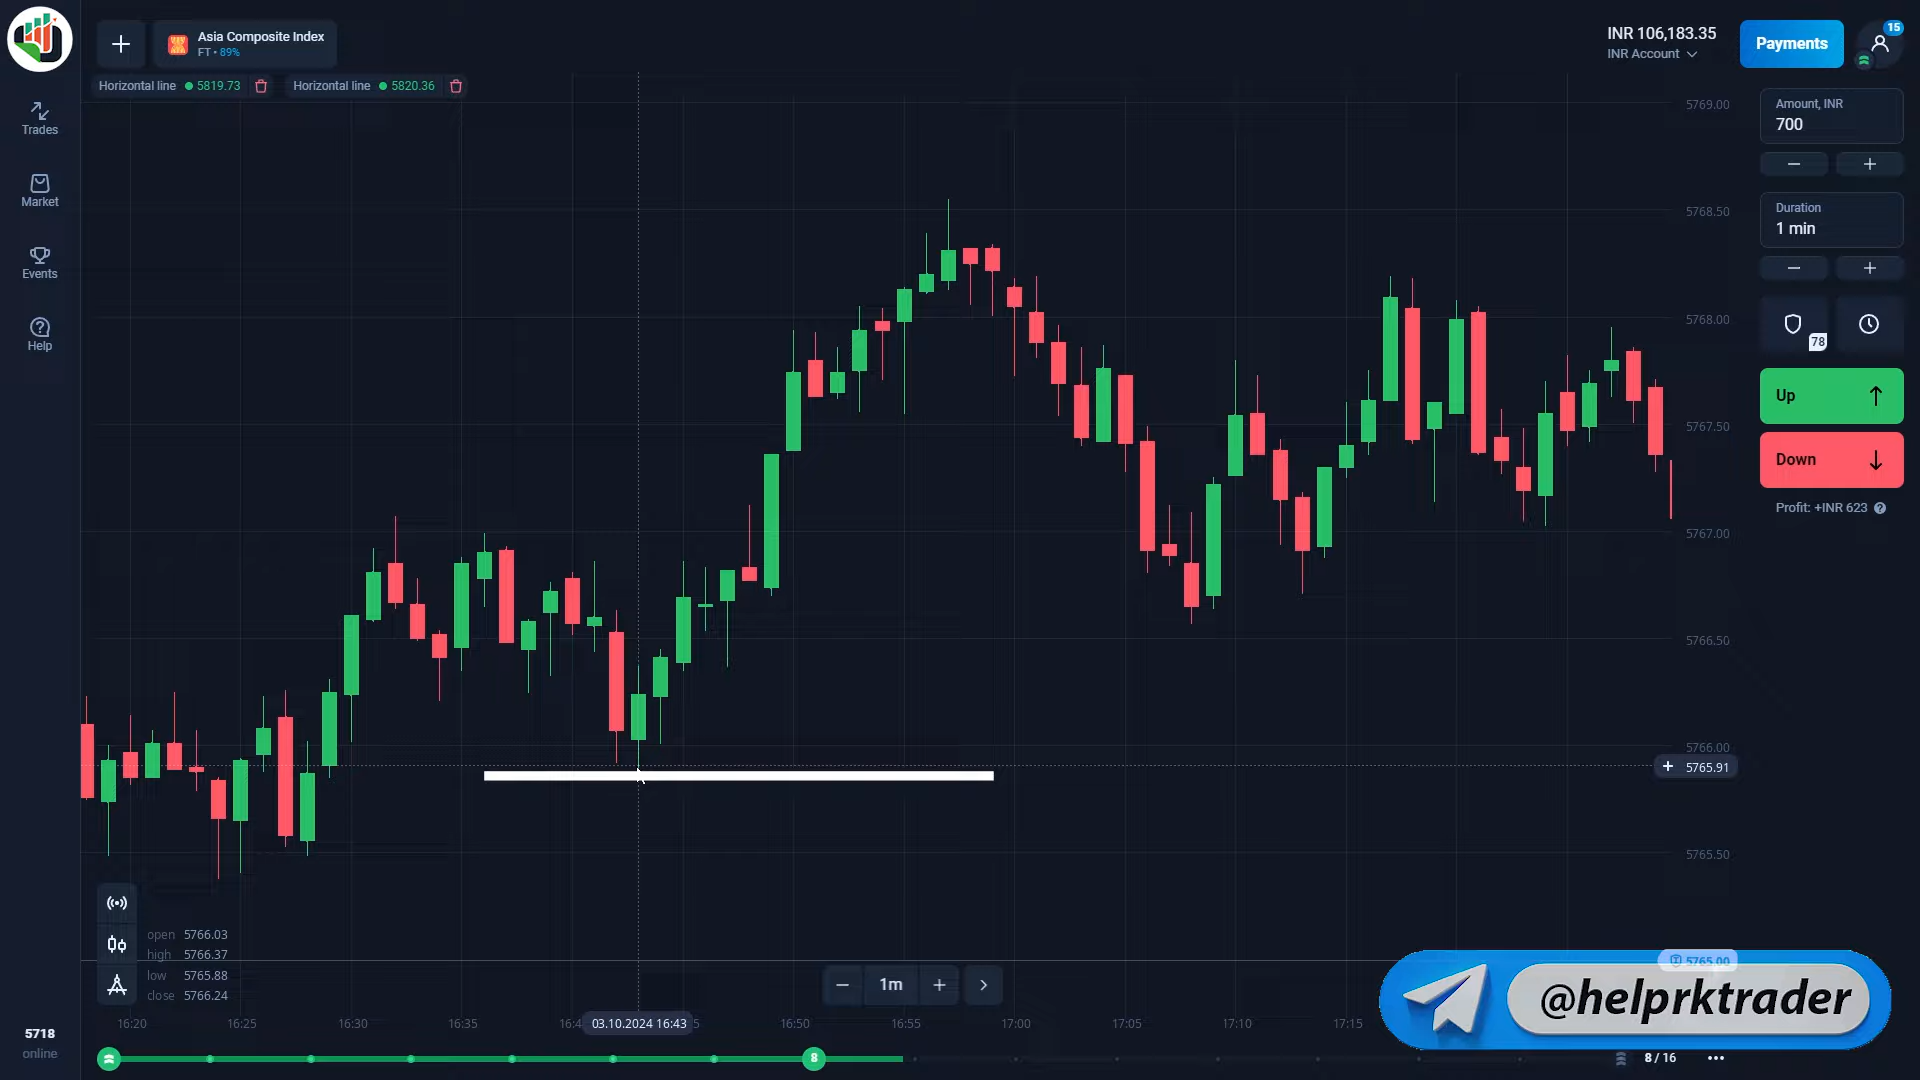 Asia Composite Index
FT • 89%
INR 106,183.35
INR Account
Payments
15
Horizontal line 5819.73
Horizontal line 5820.36
Trades
Market
Events
Help
5769.00
5768.50
5768.00
5767.50
5767.00
5766.50
5766.00
5765.91
5765.50
5765.00
Amount, INR
700
Duration
1 min
78
Up
Down
Profit: +INR 623
open 5766.03
high 5766.37
low 5765.88
close 5766.24
1m
@helprktrader
16:20
16:25
16:30
16:35
03.10.2024 16:43
16:50
16:55
17:00
17:05
17:10
17:15
5718
online
8
8 / 16